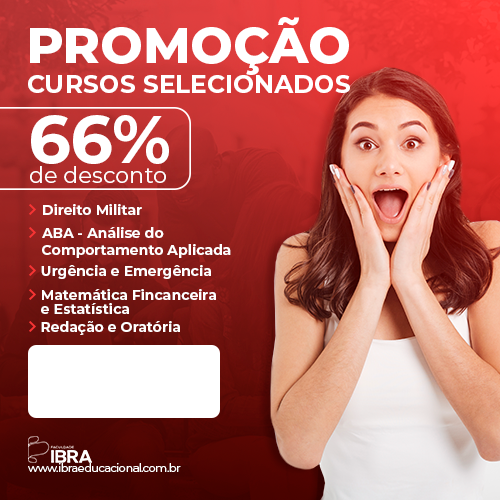 PROMOÇÃO
CURSOS SELECIONADOS
66%
de desconto
Direito Militar
ABA - Análise do
Comportamento Aplicada
Urgência e Emergência
Matemática Fincanceira
e Estatística
Redação e Oratória
FACULDADE
IBRA
www.ibraeducacional.com.br